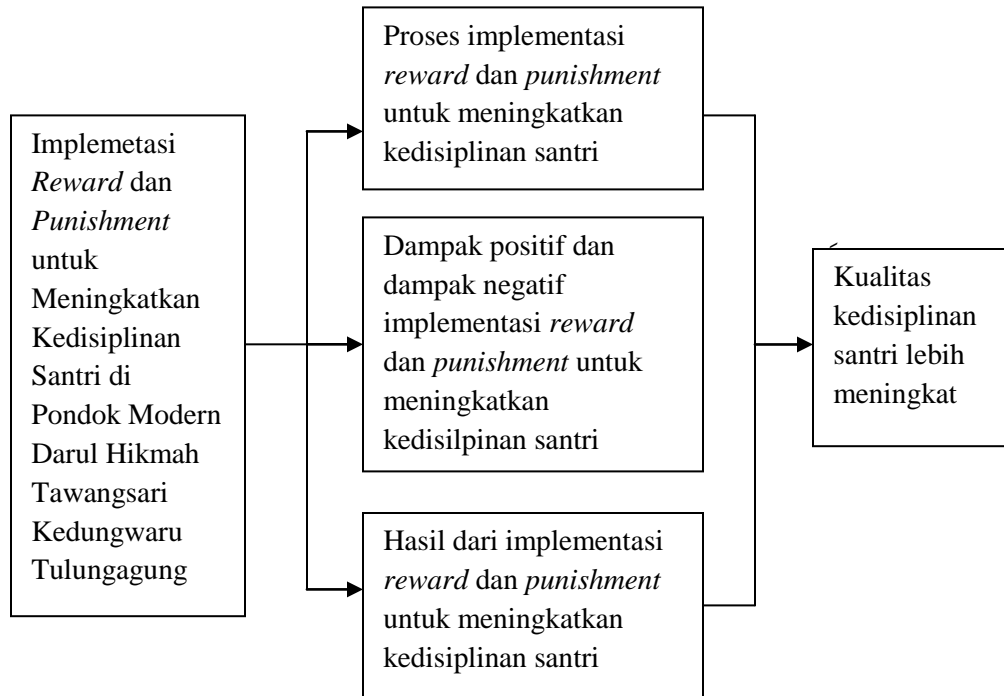 Implemetasi
Reward dan
Punishment
untuk
Meningkatkan
Kedisiplinan
Santri di
Pondok Modern
Darul Hikmah
Tawangsari
Kedungwaru
Tulungagung
Proses implementasi
reward dan punishment
untuk meningkatkan
kedisiplinan santri
Dampak positif dan
dampak negatif
implementasi reward
dan punishment untuk
meningkatkan
kedisilpinan santri
Hasil dari implementasi
reward dan punishment
untuk meningkatkan
kedisiplinan santri
Kualitas
kedisiplinan
santri lebih
meningkat